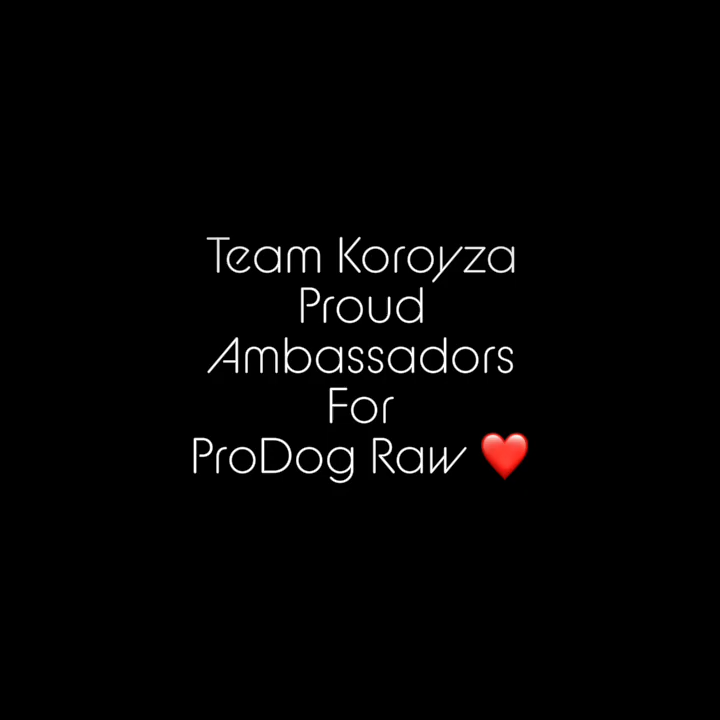 Team Koroyza
Proud
Ambassadors
For
ProDog Raw ❤️